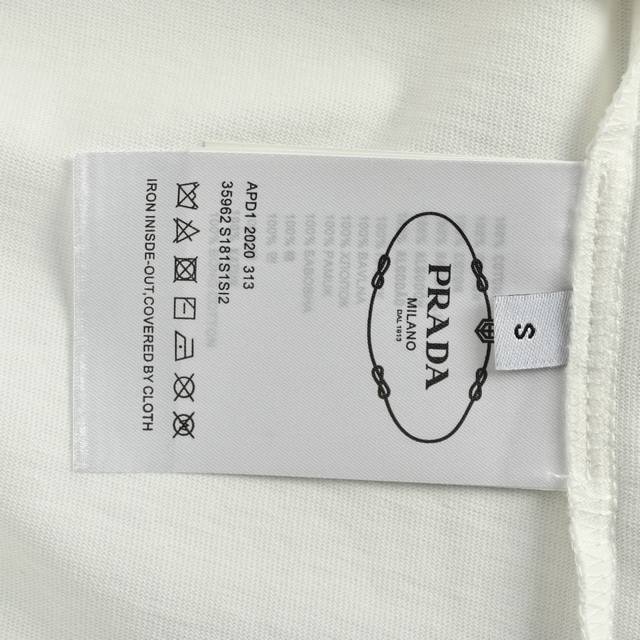 PRADA
MILANO
DAL 1913
S
APD1 2020 313
35962 S181S1SI2
IRON INISDE-OUT,COVERED BY CLOTH